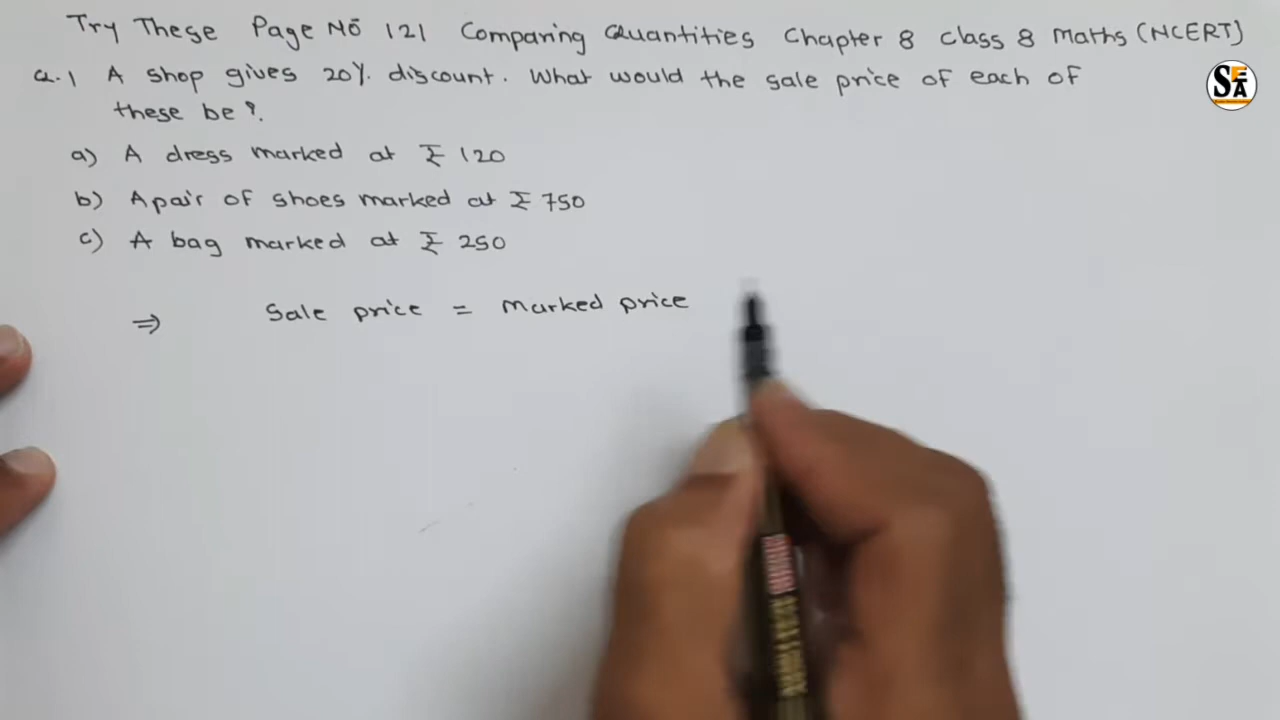 Try These Page No 121 Comparing Quantities Chapter 8 Class 8 Maths (NCERT)
Q.1 A shop gives 20% discount. What would the sale price of each of
these be?
a) A dress marked at ₹ 120
b) A pair of shoes marked at ₹ 750
c) A bag marked at ₹ 250
⇒ Sale price = Marked price
SFA